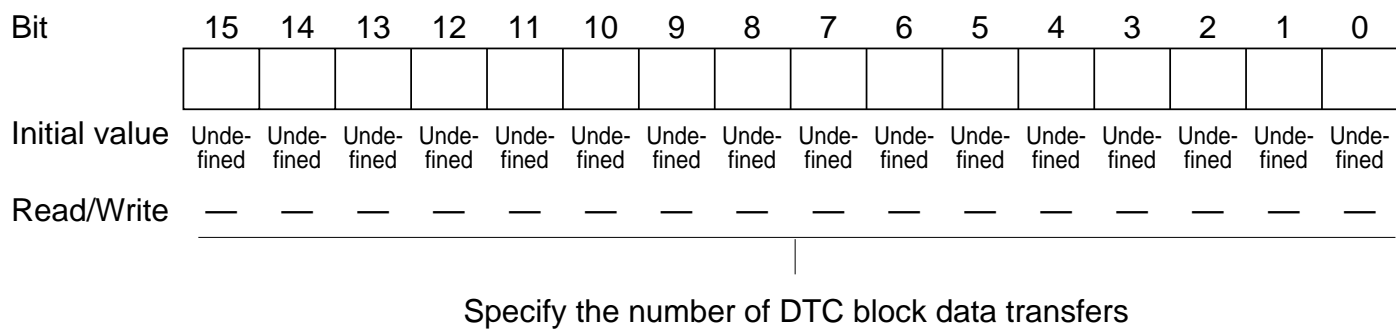 Bit 15 14 13 12 11 10 9 8 7 6 5 4 3 2 1 0
Initial value Unde- Unde- Unde- Unde- Unde- Unde- Unde- Unde- Unde- Unde- Unde- Unde- Unde- Unde- Unde- Unde-
fined fined fined fined fined fined fined fined fined fined fined fined fined fined fined fined
Read/Write — — — — — — — — — — — — — — — —
Specify the number of DTC block data transfers